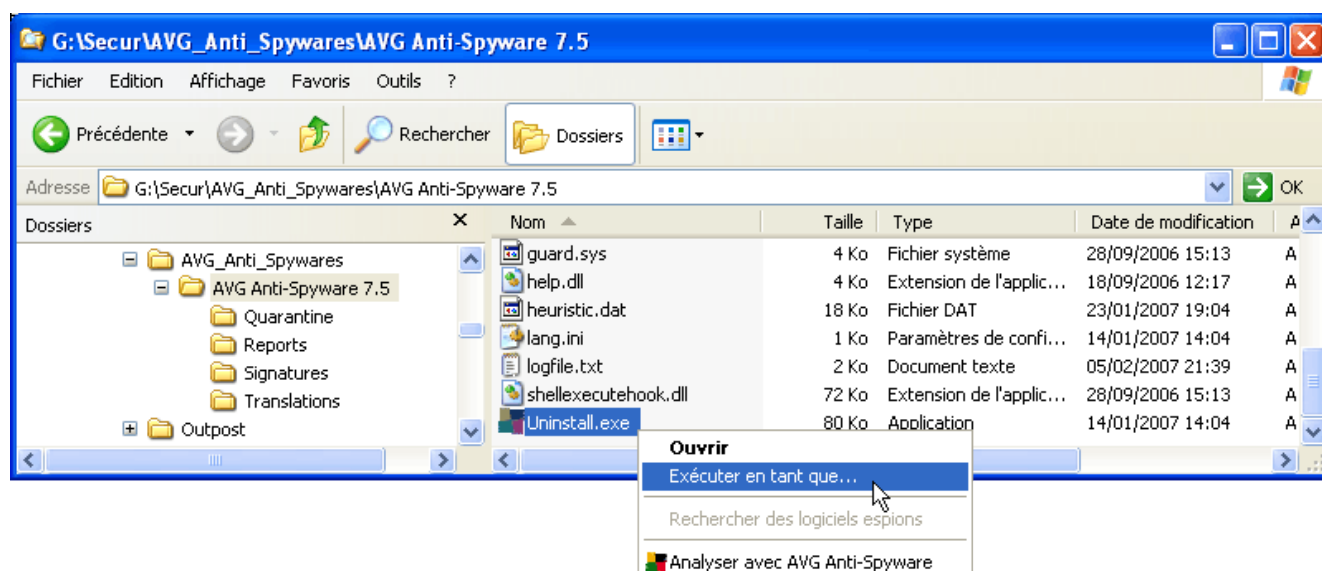 G:\Secur\AVG_Anti_Spywares\AVG Anti-Spyware 7.5
Fichier Edition Affichage Favoris Outils ?
Précédente Rechercher Dossiers
Adresse G:\Secur\AVG_Anti_Spywares\AVG Anti-Spyware 7.5 OK
Dossiers Nom Taille Type Date de modification A
AVG_Anti_Spywares guard.sys 4 Ko Fichier système 28/09/2006 15:13 A
AVG Anti-Spyware 7.5 help.dll 4 Ko Extension de l'applic... 18/09/2006 12:17 A
Quarantine heuristic.dat 18 Ko Fichier DAT 23/01/2007 19:04 A
Reports lang.ini 1 Ko Paramètres de confi... 14/01/2007 14:04 A
Signatures logfile.txt 2 Ko Document texte 05/02/2007 21:39 A
Translations shellexecutehook.dll 72 Ko Extension de l'applic... 28/09/2006 15:13 A
Outpost Uninstall.exe 80 Ko Application 14/01/2007 14:04 A
Ouvrir
Exécuter en tant que...
Rechercher des logiciels espions
Analyser avec AVG Anti-Spyware